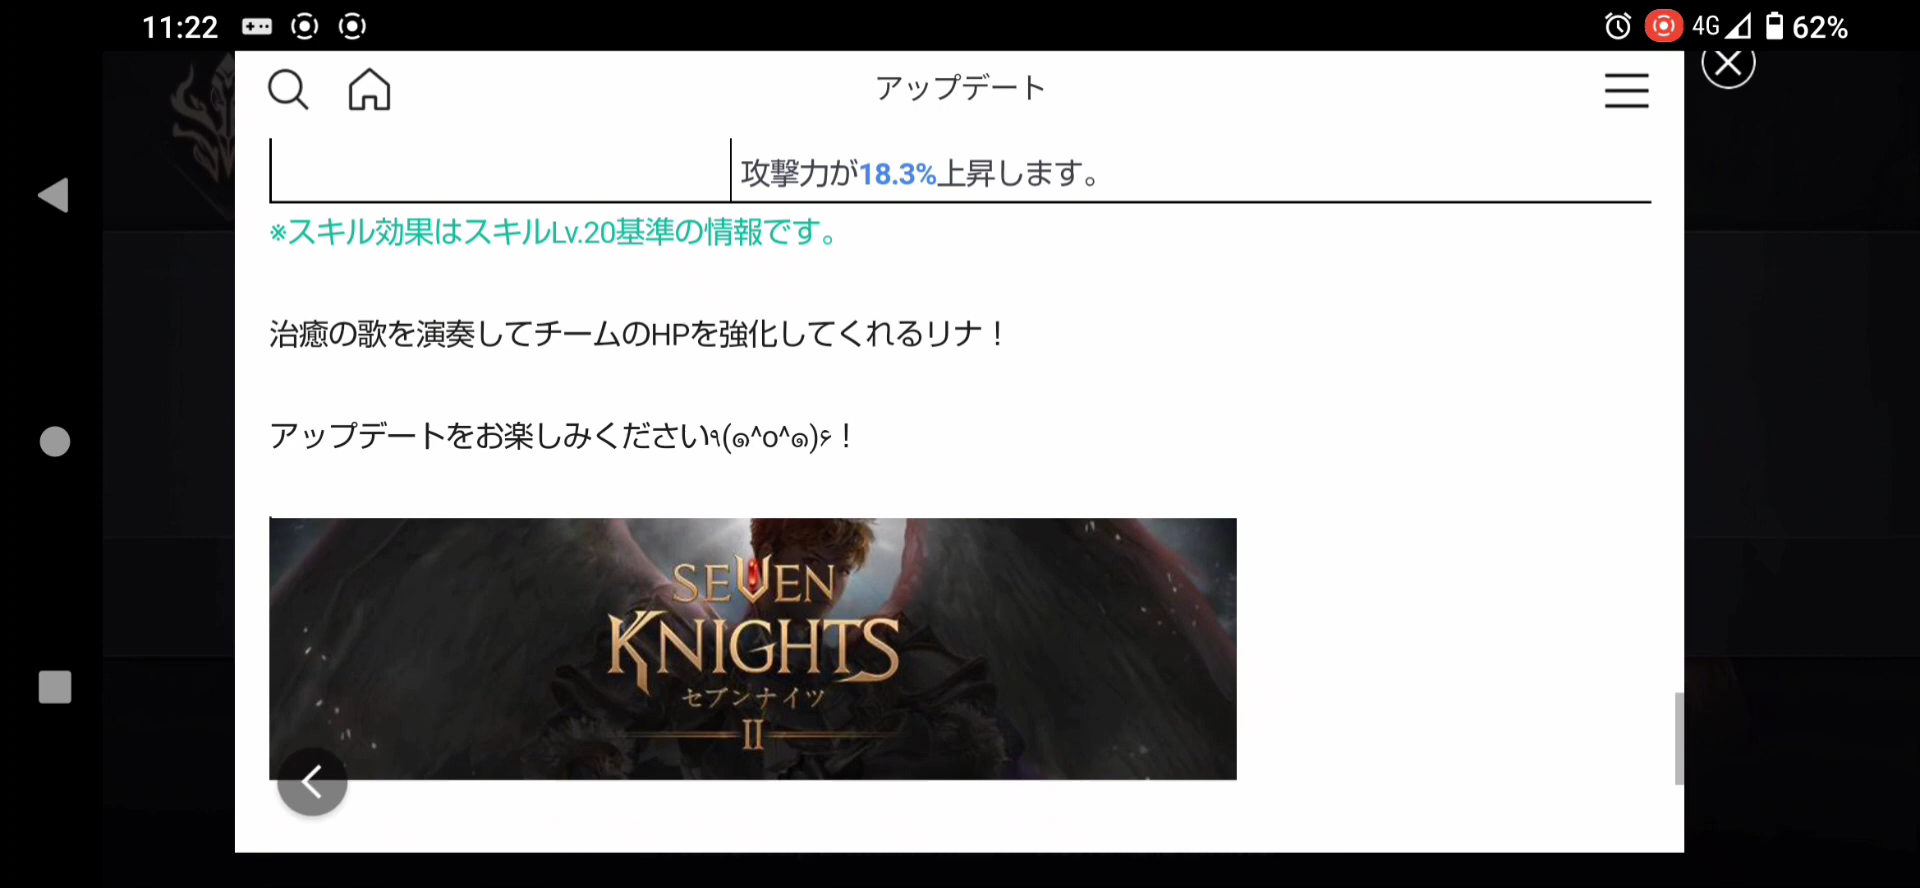 11:22
4G 62%
アップデート
攻撃力が18.3%上昇します。
※スキル効果はスキルLv.20基準の情報です。
治癒の歌を演奏してチームのHPを強化してくれるリナ！
アップデートをお楽しみください٩(๑^o^๑)۶！
SEVEN
KNIGHTS
セブンナイツ
II